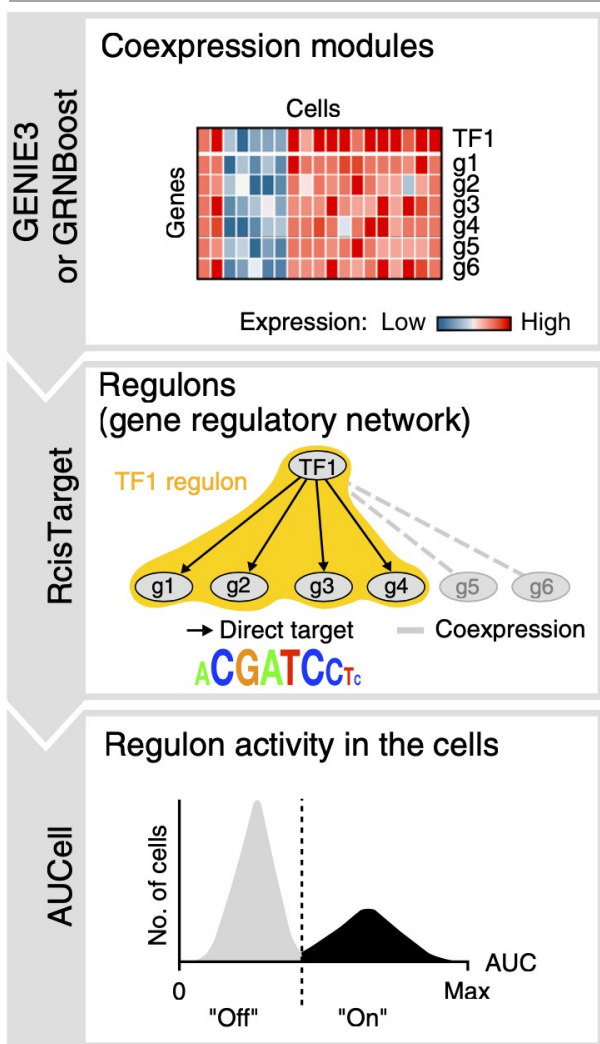 GENIE3
or GRNBoost
Coexpression modules
Cells
Genes
TF1
g1
g2
g3
g4
g5
g6
Expression: Low High
RcisTarget
Regulons
(gene regulatory network)
TF1 regulon
TF1
g1 g2 g3 g4 g5 g6
Direct target Coexpression
ACGATCCTC
AUCell
Regulon activity in the cells
No. of cells
AUC
0 Max
"Off" "On"